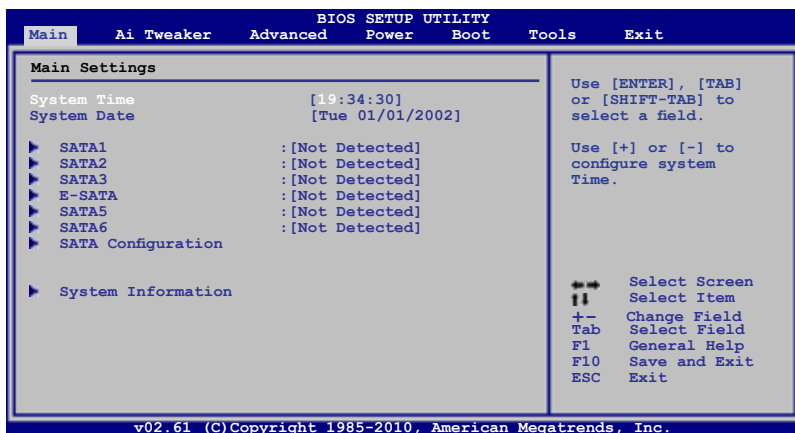 BIOS SETUP UTILITY
Main Ai Tweaker Advanced Power Boot Tools Exit
Main Settings
System Time [19:34:30]
System Date [Tue 01/01/2002]
SATA1 :[Not Detected]
SATA2 :[Not Detected]
SATA3 :[Not Detected]
E-SATA :[Not Detected]
SATA5 :[Not Detected]
SATA6 :[Not Detected]
SATA Configuration
System Information
Use [ENTER], [TAB]
or [SHIFT-TAB] to
select a field.
Use [+] or [-] to
configure system
Time.
Select Screen
Select Item
+- Change Field
Tab Select Field
F1 General Help
F10 Save and Exit
ESC Exit
v02.61 (C)Copyright 1985-2010, American Megatrends, Inc.